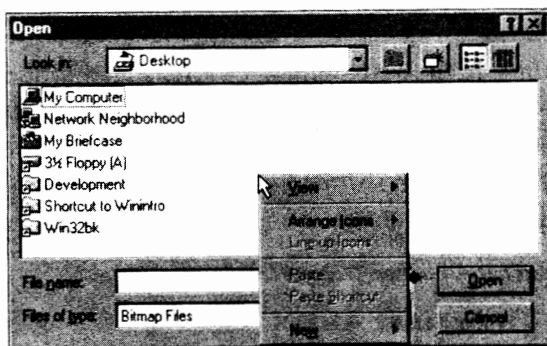 Open
Look in: Desktop
My Computer
Network Neighborhood
My Briefcase
3½ Floppy (A)
Development
Shortcut to Winintro
Win32bk
View
Arrange Icons
Line up Icons
Paste
Paste Shortcut
New
File name:
Open
Files of type: Bitmap Files
Cancel